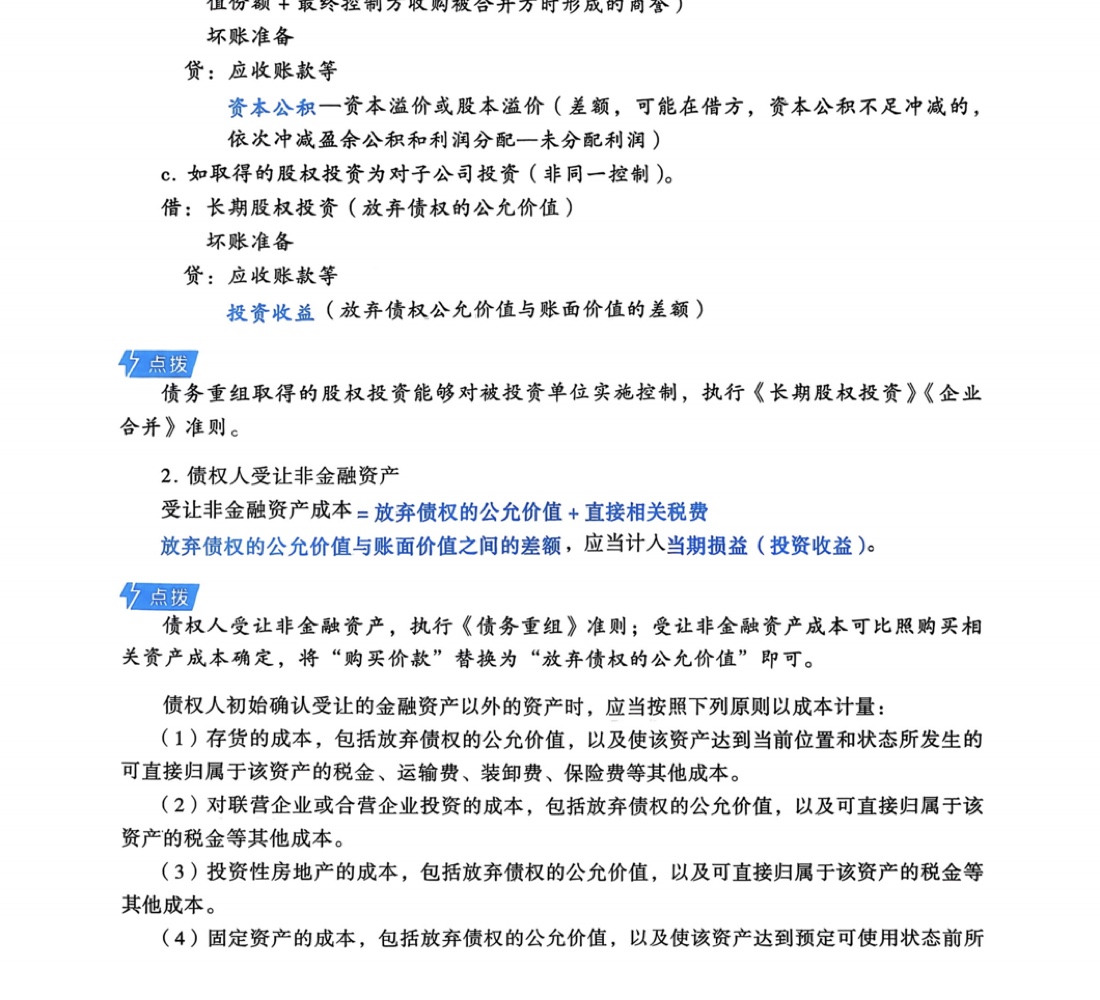 值份额+最终控制方收购被合并方时形成的商誉）
坏账准备
贷：应收账款等
资本公积—资本溢价或股本溢价（差额，可能在借方，资本公积不足冲减的，
依次冲减盈余公积和利润分配—未分配利润）
c. 如取得的股权投资为对子公司投资（非同一控制）。
借：长期股权投资（放弃债权的公允价值）
坏账准备
贷：应收账款等
投资收益（放弃债权公允价值与账面价值的差额）
点拨
债务重组取得的股权投资能够对被投资单位实施控制，执行《长期股权投资》《企业
合并》准则。
2. 债权人受让非金融资产
受让非金融资产成本=放弃债权的公允价值+直接相关税费
放弃债权的公允价值与账面价值之间的差额，应当计入当期损益（投资收益）。
点拨
债权人受让非金融资产，执行《债务重组》准则；受让非金融资产成本可比照购买相
关资产成本确定，将“购买价款”替换为“放弃债权的公允价值”即可。
债权人初始确认受让的金融资产以外的资产时，应当按照下列原则以成本计量：
（1）存货的成本，包括放弃债权的公允价值，以及使该资产达到当前位置和状态所发生的
可直接归属于该资产的税金、运输费、装卸费、保险费等其他成本。
（2）对联营企业或合营企业投资的成本，包括放弃债权的公允价值，以及可直接归属于该
资产的税金等其他成本。
（3）投资性房地产的成本，包括放弃债权的公允价值，以及可直接归属于该资产的税金等
其他成本。
（4）固定资产的成本，包括放弃债权的公允价值，以及使该资产达到预定可使用状态前所